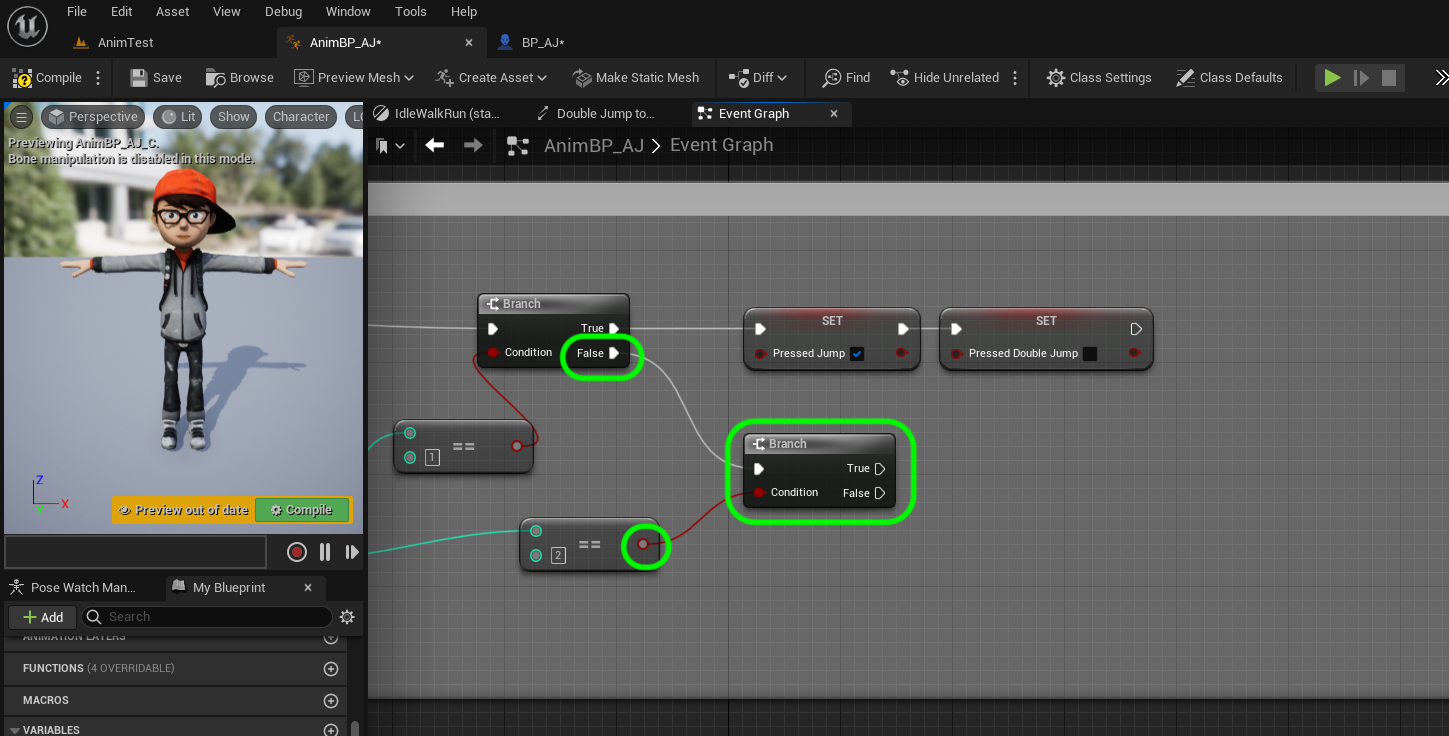 File Edit Asset View Debug Window Tools Help
AnimTest AnimBP_AJ* BP_AJ*
Compile Save Browse Preview Mesh Create Asset Make Static Mesh Diff Find Hide Unrelated Class Settings Class Defaults
Perspective Lit Show Character
IdleWalkRun (sta... Double Jump to... Event Graph
Previewing AnimBP_AJ_C.
Bone manipulation is disabled in this mode.
AnimBP_AJ > Event Graph
Branch
True
Condition False
SET
Pressed Jump
SET
Pressed Double Jump
==
1
Branch
True
Condition False
==
2
Z
X
Preview out of date Compile
Pose Watch Man... My Blueprint
Add Search
ANIMATION LAYERS
FUNCTIONS (4 OVERRIDABLE)
MACROS
VARIABLES